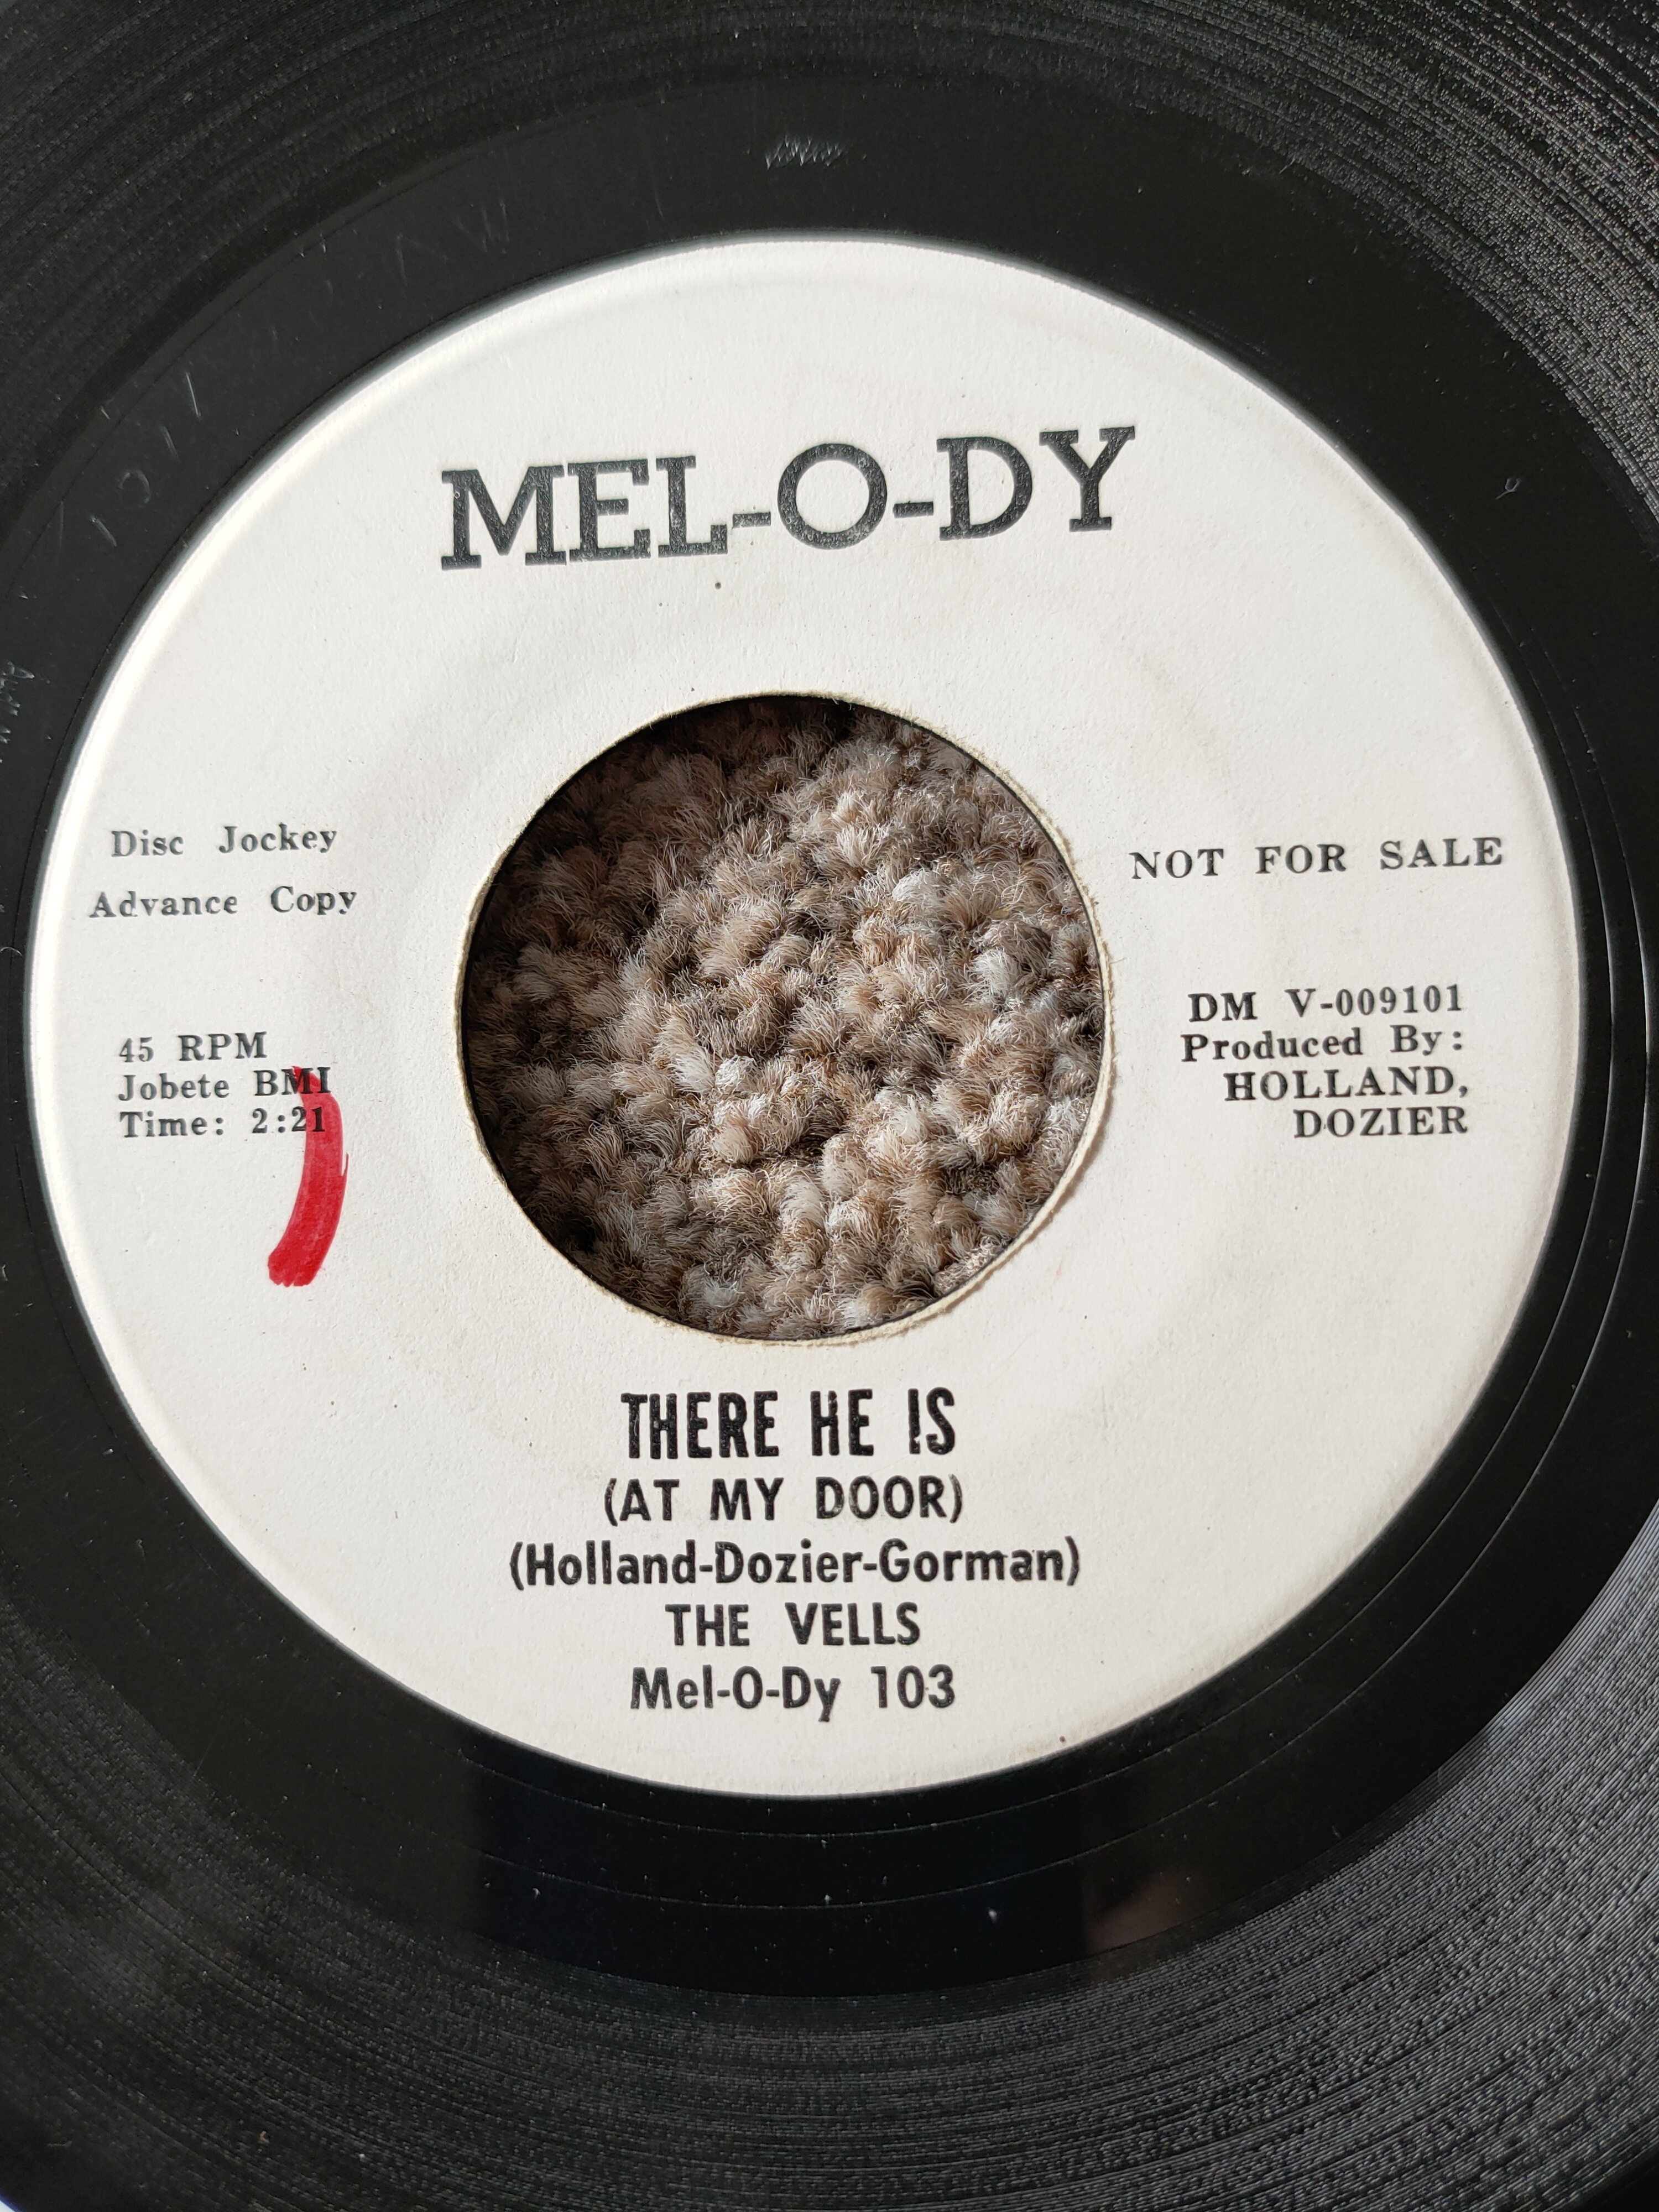 MEL-O-DY
Disc Jockey
Advance Copy
NOT FOR SALE
45 RPM
Jobete BMI
Time: 2:21
DM V-009101
Produced By:
HOLLAND,
DOZIER
THERE HE IS
(AT MY DOOR)
(Holland-Dozier-Gorman)
THE VELLS
Mel-O-Dy 103